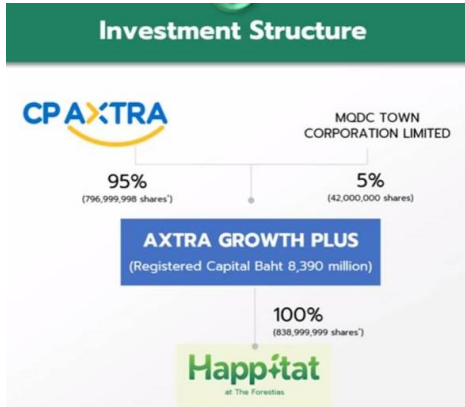 Investment Structure
CP AXTRA
MQDC TOWN
CORPORATION LIMITED
95%
(796,999,998 shares*)
5%
(42,000,000 shares)
AXTRA GROWTH PLUS
(Registered Capital Baht 8,390 million)
100%
(838,999,999 shares*)
Happitat
at The Forestias